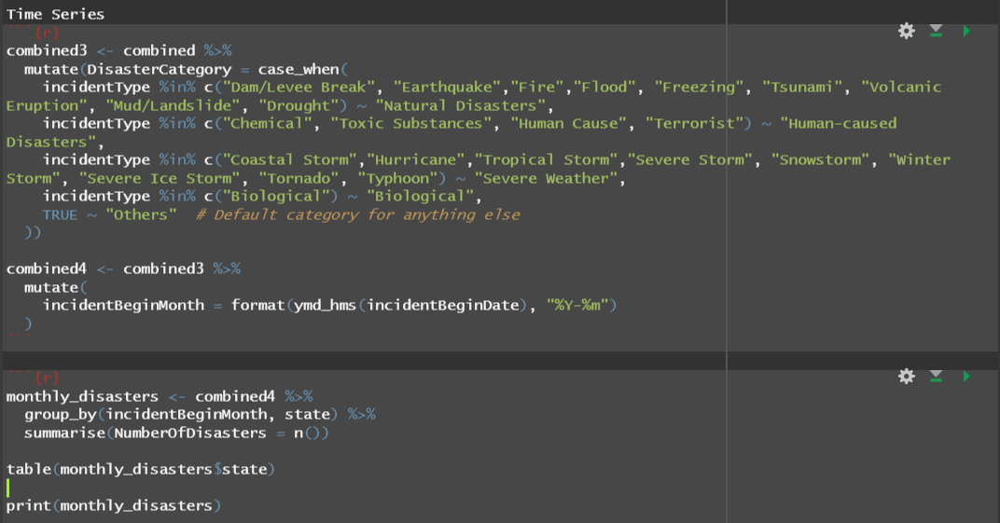 Time Series
```{r}
combined3 <- combined %>%
  mutate(DisasterCategory = case_when(
    incidentType %in% c("Dam/Levee Break", "Earthquake","Fire","Flood", "Freezing", "Tsunami", "Volcanic
Eruption", "Mud/Landslide", "Drought") ~ "Natural Disasters",
    incidentType %in% c("Chemical", "Toxic Substances", "Human Cause", "Terrorist") ~ "Human-caused
Disasters",
    incidentType %in% c("Coastal Storm","Hurricane","Tropical Storm","Severe Storm", "Snowstorm", "Winter
Storm", "Severe Ice Storm", "Tornado", "Typhoon") ~ "Severe Weather",
    incidentType %in% c("Biological") ~ "Biological",
    TRUE ~ "Others"  # Default category for anything else
  ))

combined4 <- combined3 %>%
  mutate(
    incidentBeginMonth = format(ymd_hms(incidentBeginDate), "%Y-%m")
  )
```
```{r}
monthly_disasters <- combined4 %>%
  group_by(incidentBeginMonth, state) %>%
  summarise(NumberOfDisasters = n())

table(monthly_disasters$state)

print(monthly_disasters)